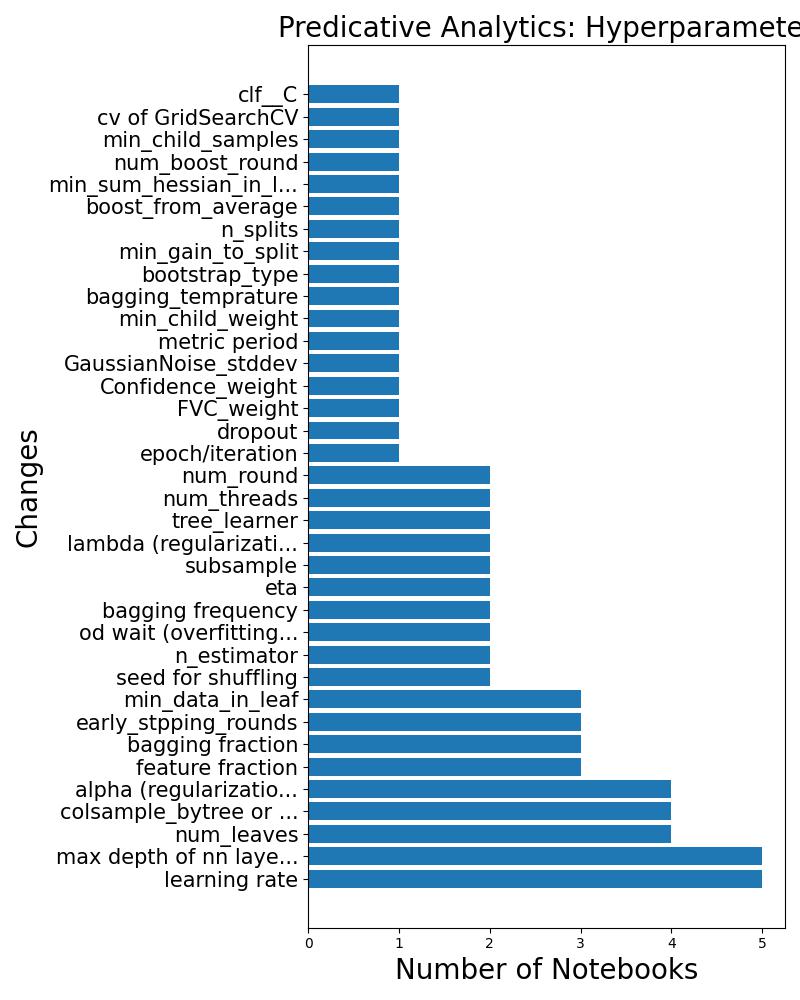 Predicative Analytics: Hyperparamete
clf__C
cv of GridSearchCV
min_child_samples
num_boost_round
min_sum_hessian_in_l...
boost_from_average
n_splits
min_gain_to_split
bootstrap_type
bagging_temprature
min_child_weight
metric period
GaussianNoise_stddev
Confidence_weight
FVC_weight
dropout
epoch/iteration
num_round
num_threads
tree_learner
lambda (regularizati...
subsample
eta
bagging frequency
od wait (overfitting...
n_estimator
seed for shuffling
min_data_in_leaf
early_stpping_rounds
bagging fraction
feature fraction
alpha (regularizatio...
colsample_bytree or ...
num_leaves
max depth of nn laye...
learning rate
Changes
0 1 2 3 4 5
Number of Notebooks